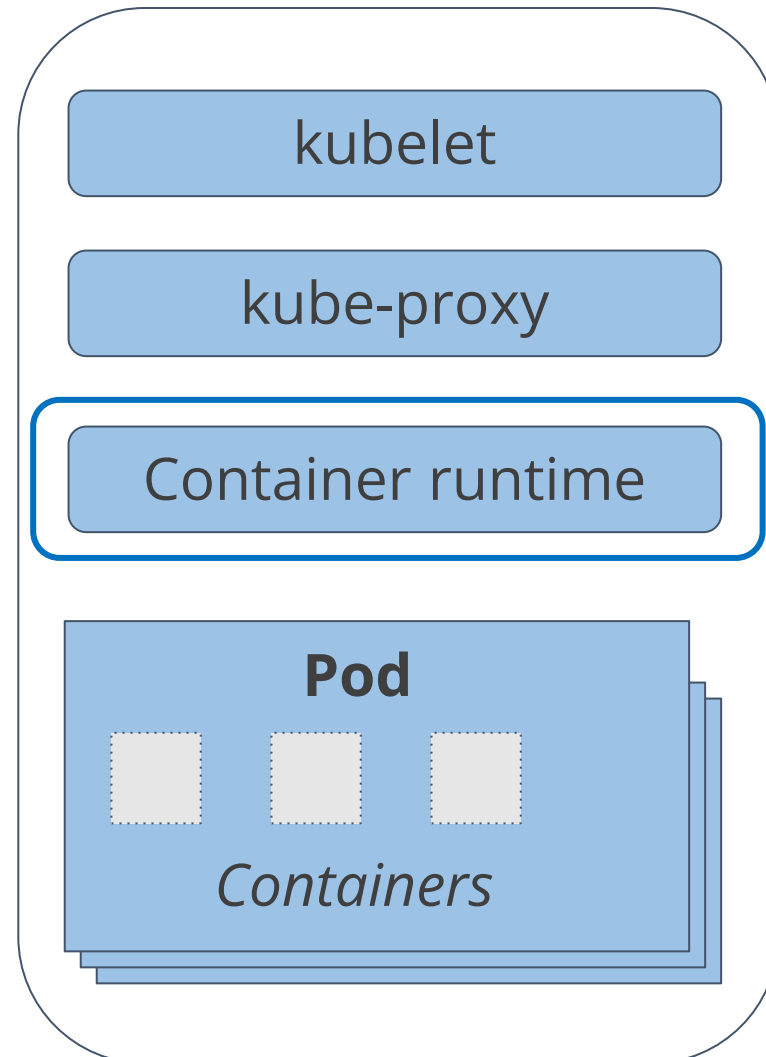 kubelet
kube-proxy
Container runtime
Pod
Containers